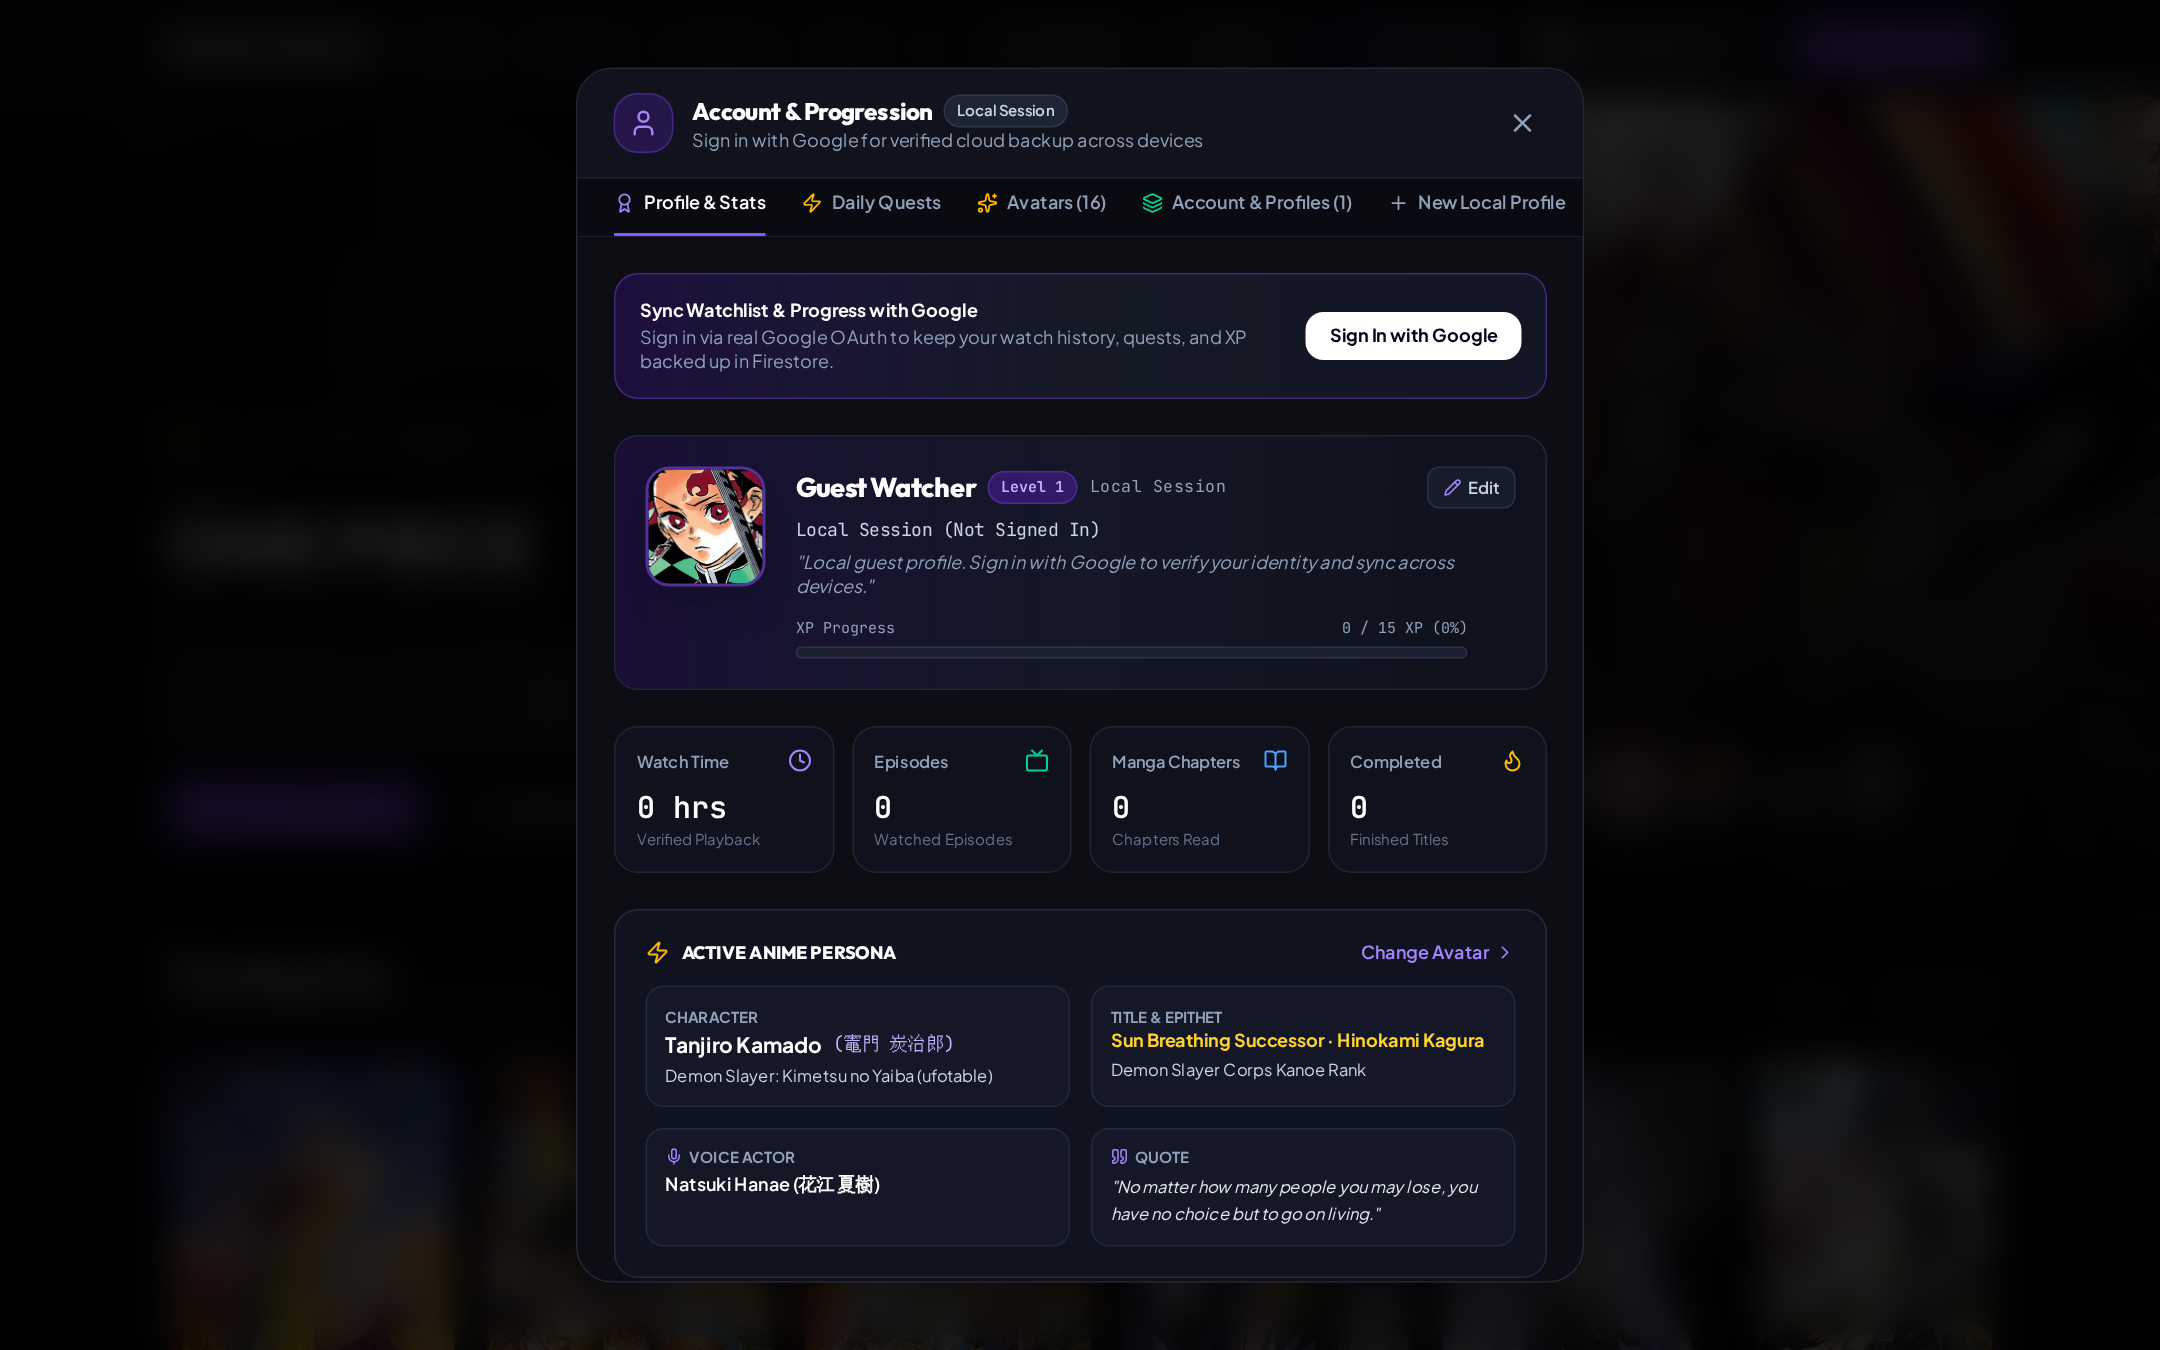 Account & Progression
Local Session
Sign in with Google for verified cloud backup across devices
Profile & Stats
Daily Quests
Avatars (16)
Account & Profiles (1)
New Local Profile
Sync Watchlist & Progress with Google
Sign in via real Google OAuth to keep your watch history, quests, and XP
backed up in Firestore.
Sign In with Google
Guest Watcher
Level 1
Local Session
Edit
Local Session (Not Signed In)
"Local guest profile. Sign in with Google to verify your identity and sync across
devices."
XP Progress
0 / 15 XP (0%)
Watch Time
0 hrs
Verified Playback
Episodes
0
Watched Episodes
Manga Chapters
0
Chapters Read
Completed
0
Finished Titles
ACTIVE ANIME PERSONA
Change Avatar
CHARACTER
Tanjiro Kamado (竈門 炭治郎)
Demon Slayer: Kimetsu no Yaiba (ufotable)
TITLE & EPITHET
Sun Breathing Successor · Hinokami Kagura
Demon Slayer Corps Kanoe Rank
VOICE ACTOR
Natsuki Hanae (花江 夏樹)
QUOTE
"No matter how many people you may lose, you
have no choice but to go on living."